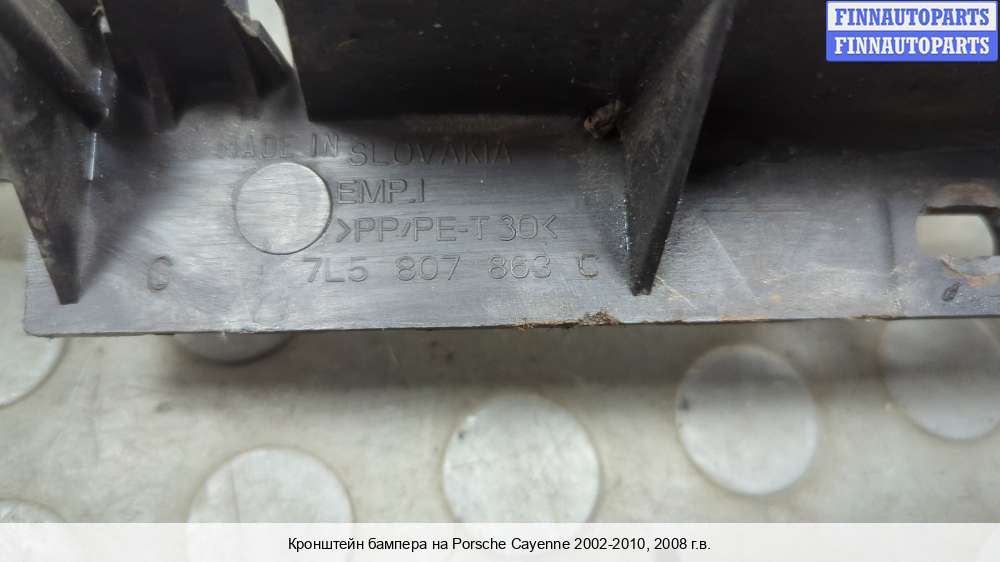 FINNAUTOPARTS
FINNAUTOPARTS
MADE IN SLOVAKIA
EMP.I
>PP/PE-T 30<
7L5 807 863 C
G
Кронштейн бампера на Porsche Cayenne 2002-2010, 2008 г.в.